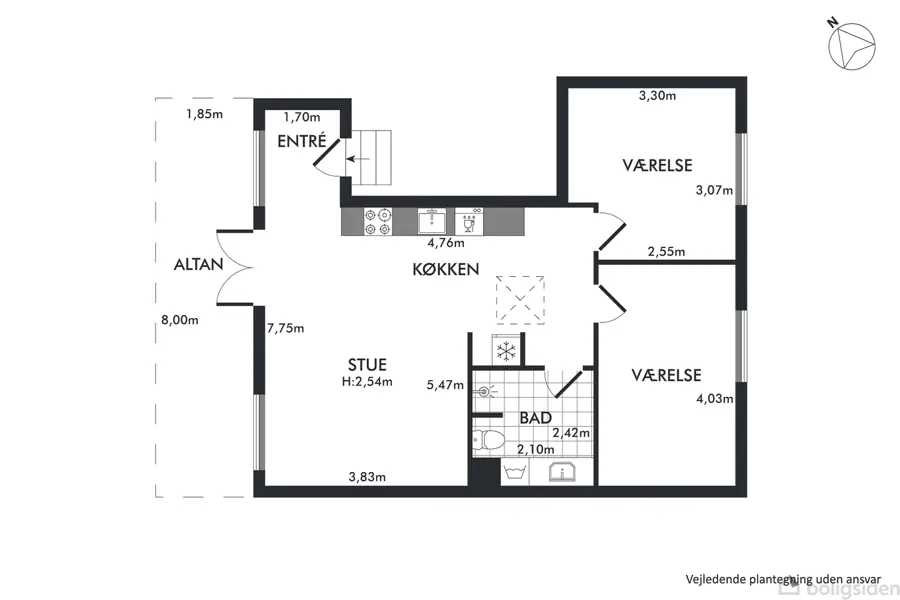 N
1,85m
1,70m
ENTRÉ
3,30m
VÆRELSE
3,07m
2,55m
4,76m
KØKKEN
ALTAN
8,00m
7,75m
STUE
H:2,54m
5,47m
VÆRELSE
4,03m
BAD
2,42m
2,10m
3,83m
Vejledende plantegning uden ansvar
boligsiden